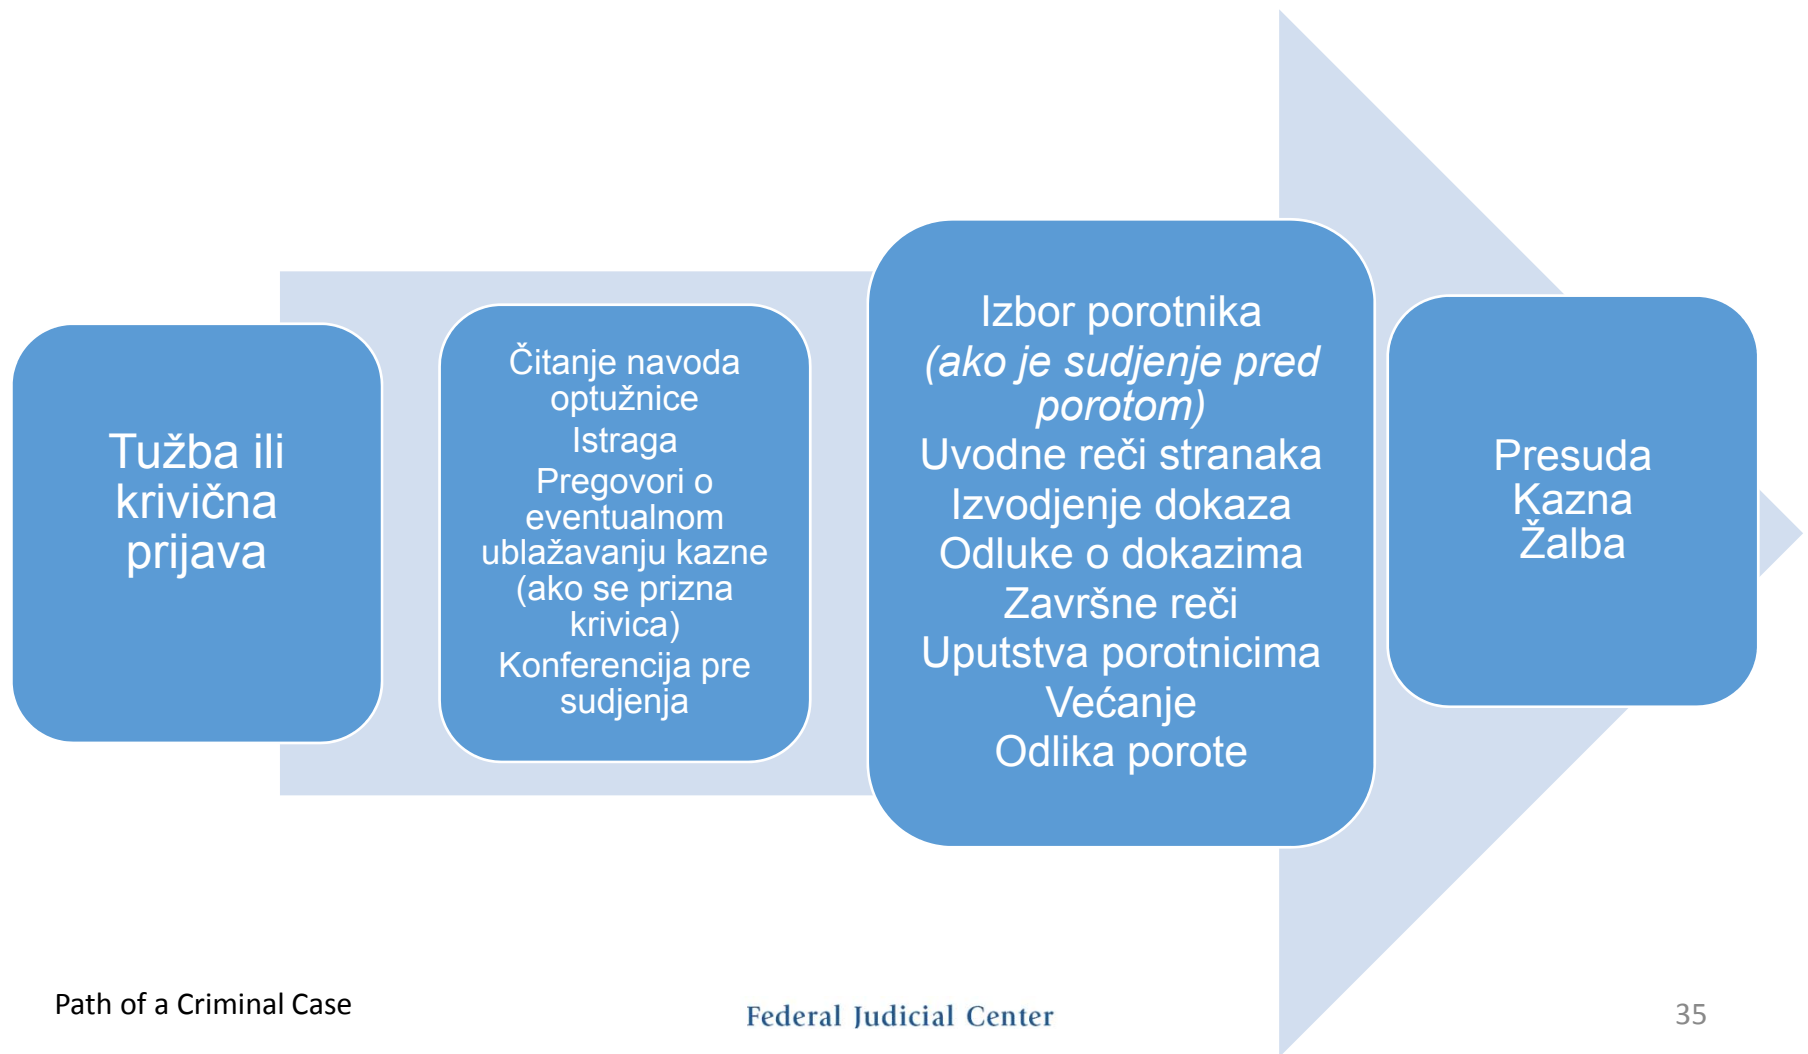 Tužba ili
krivična
prijava
Čitanje navoda
optužnice
Istraga
Pregovori o
eventualnom
ublažavanju kazne
(ako se prizna
krivica)
Konferencija pre
sudjenja
Izbor porotnika
(ako je sudjenje pred
porotom)
Uvodne reči stranaka
Izvodjenje dokaza
Odluke o dokazima
Završne reči
Uputstva porotnicima
Većanje
Odlika porote
Presuda
Kazna
Žalba
Path of a Criminal Case
Federal Judicial Center
35